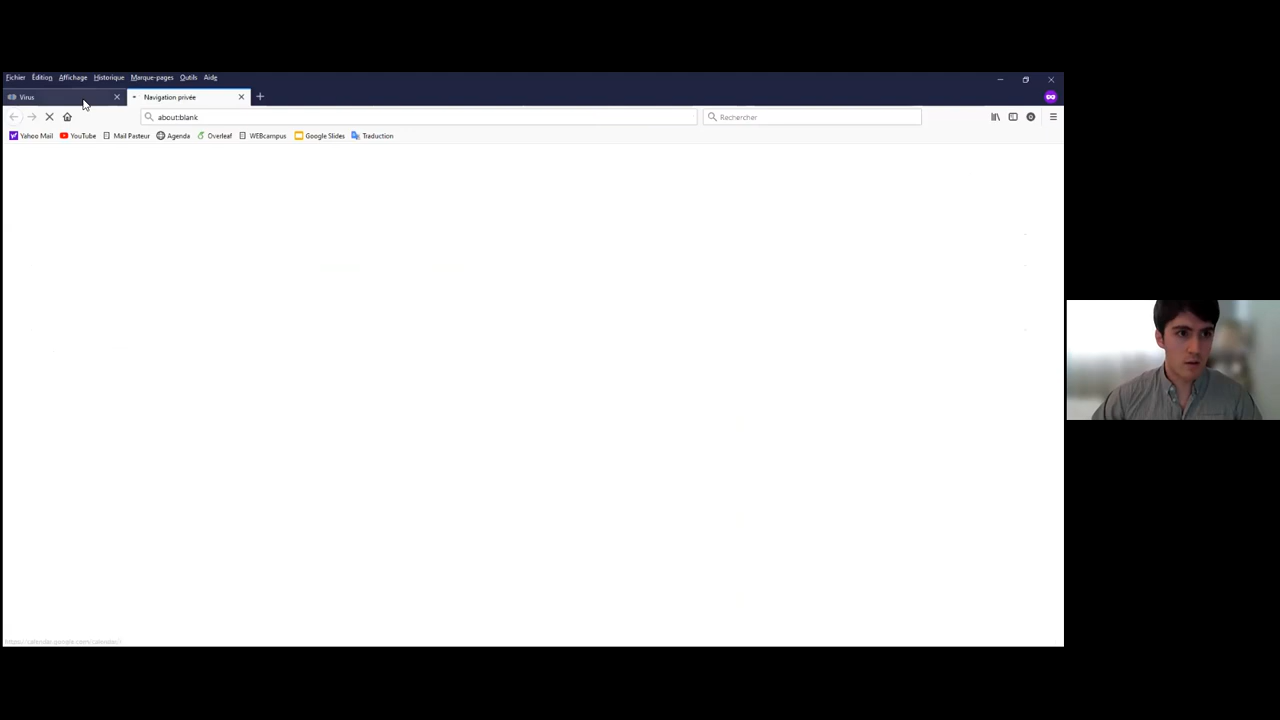 Fichier Édition Affichage Historique Marque-pages Outils Aide
Virus Navigation privée
about:blank Rechercher
Yahoo Mail YouTube Mail Pasteur Agenda Overleaf WEBcampus Google Slides Traduction